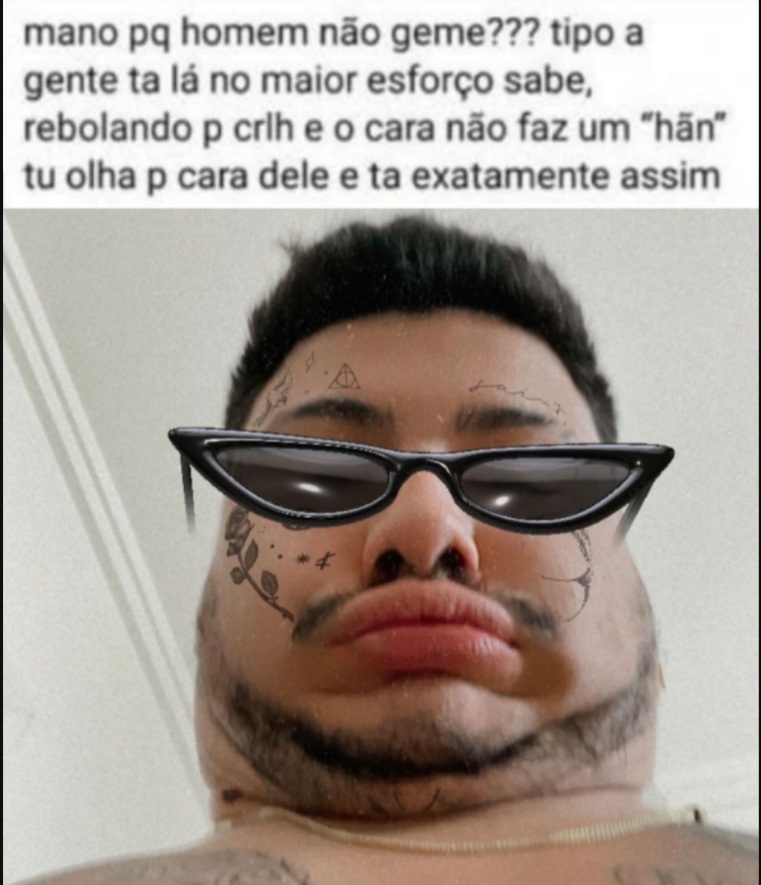 mano pq homem não geme??? tipo a
gente ta lá no maior esforço sabe,
rebolando p crlh e o cara não faz um “hãn”
tu olha p cara dele e ta exatamente assim